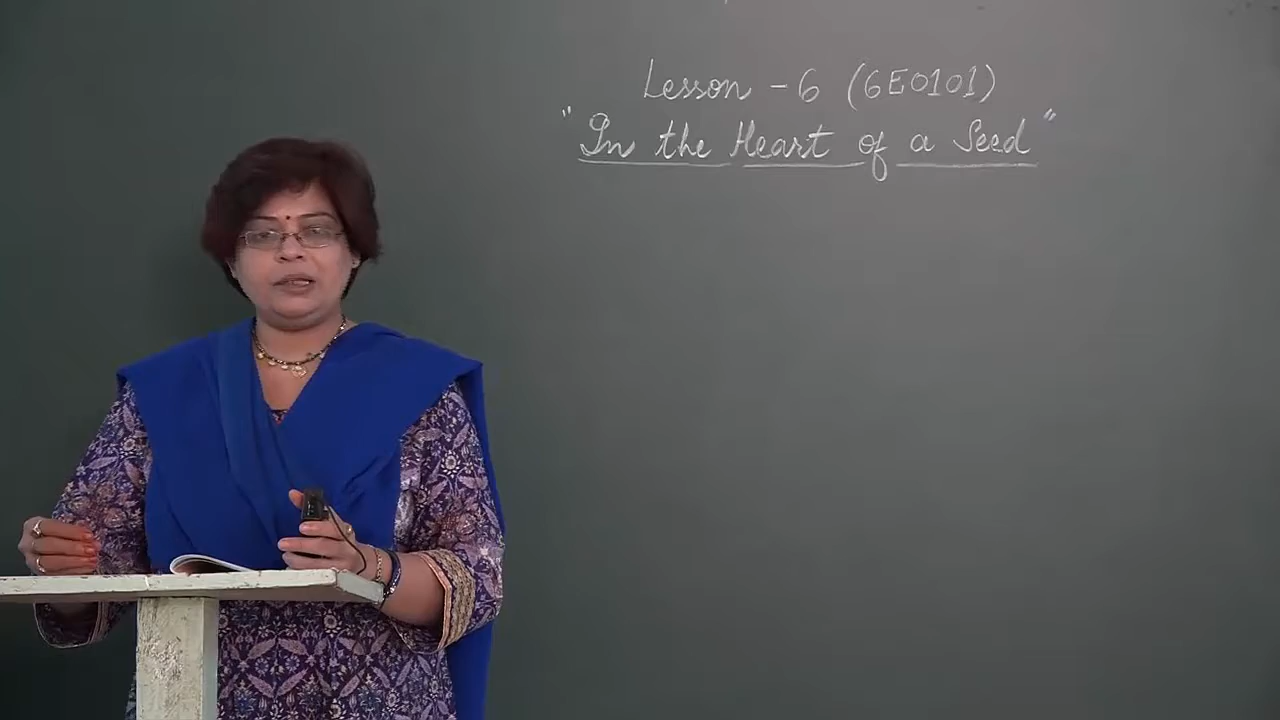 Lesson - 6 (6E0101)
"In the Heart of a Seed"